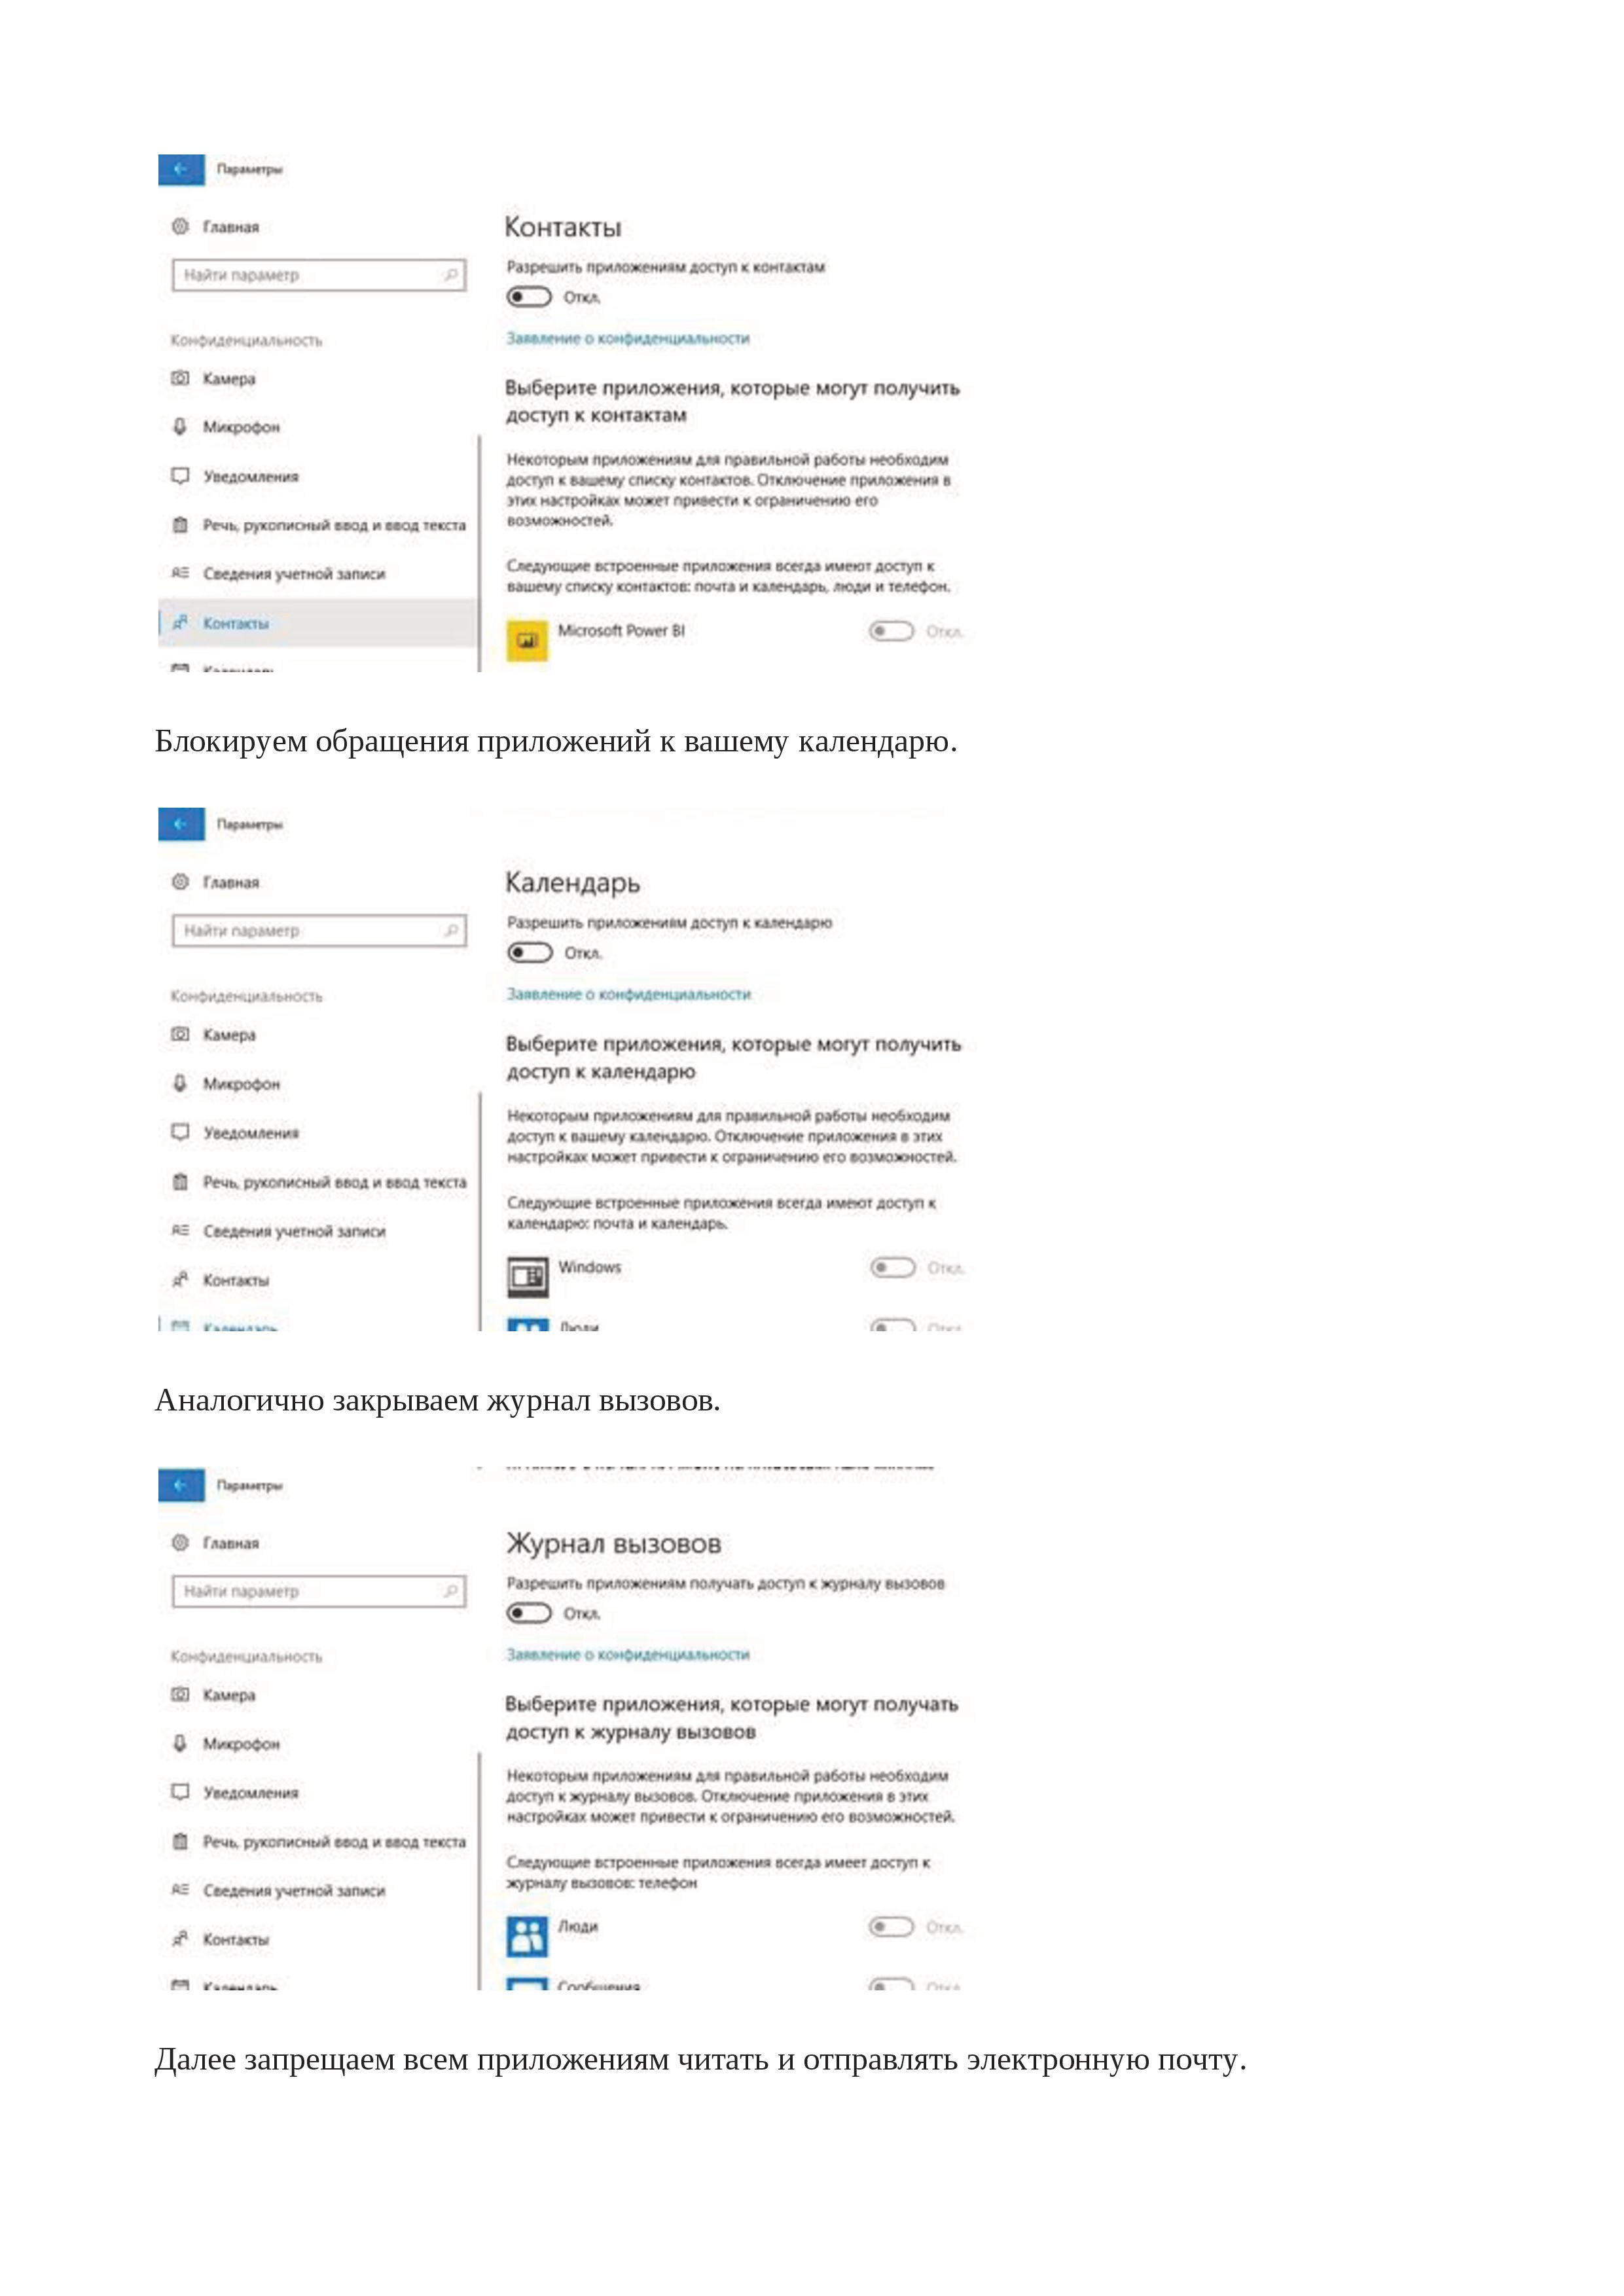 Параметры
Главная
Найти параметр
Конфиденциальность
Камера
Микрофон
Уведомления
Речь, рукописный ввод и ввод текста
Сведения учетной записи
Контакты
Календарь
Контакты
Разрешить приложениям доступ к контактам
Откл.
Заявление о конфиденциальности
Выберите приложения, которые могут получить
доступ к контактам
Некоторым приложениям для правильной работы необходим
доступ к вашему списку контактов. Отключение приложения в
этих настройках может привести к ограничению его
возможностей.
Следующие встроенные приложения всегда имеют доступ к
вашему списку контактов: почта и календарь, люди и телефон.
Microsoft Power BI Откл.
Блокируем обращения приложений к вашему календарю.
Параметры
Главная
Найти параметр
Конфиденциальность
Камера
Микрофон
Уведомления
Речь, рукописный ввод и ввод текста
Сведения учетной записи
Контакты
Календарь
Календарь
Разрешить приложениям доступ к календарю
Откл.
Заявление о конфиденциальности
Выберите приложения, которые могут получить
доступ к календарю
Некоторым приложениям для правильной работы необходим
доступ к вашему календарю. Отключение приложения в этих
настройках может привести к ограничению его возможностей.
Следующие встроенные приложения всегда имеют доступ к
календарю: почта и календарь.
Windows Откл.
Люди Откл.
Аналогично закрываем журнал вызовов.
Параметры
Главная
Найти параметр
Конфиденциальность
Камера
Микрофон
Уведомления
Речь, рукописный ввод и ввод текста
Сведения учетной записи
Контакты
Календарь
Журнал вызовов
Разрешить приложениям получать доступ к журналу вызовов
Откл.
Заявление о конфиденциальности
Выберите приложения, которые могут получать
доступ к журналу вызовов
Некоторым приложениям для правильной работы необходим
доступ к журналу вызовов. Отключение приложения в этих
настройках может привести к ограничению его возможностей.
Следующие встроенные приложения всегда имеет доступ к
журналу вызовов: телефон
Люди Откл.
Сообщения Откл.
Далее запрещаем всем приложениям читать и отправлять электронную почту.